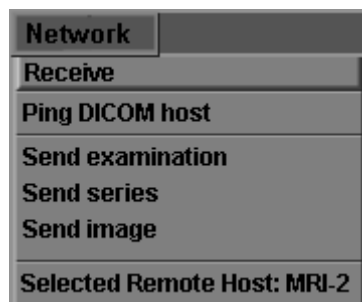 Network
Receive
Ping DICOM host
Send examination
Send series
Send image
Selected Remote Host: MRI-2